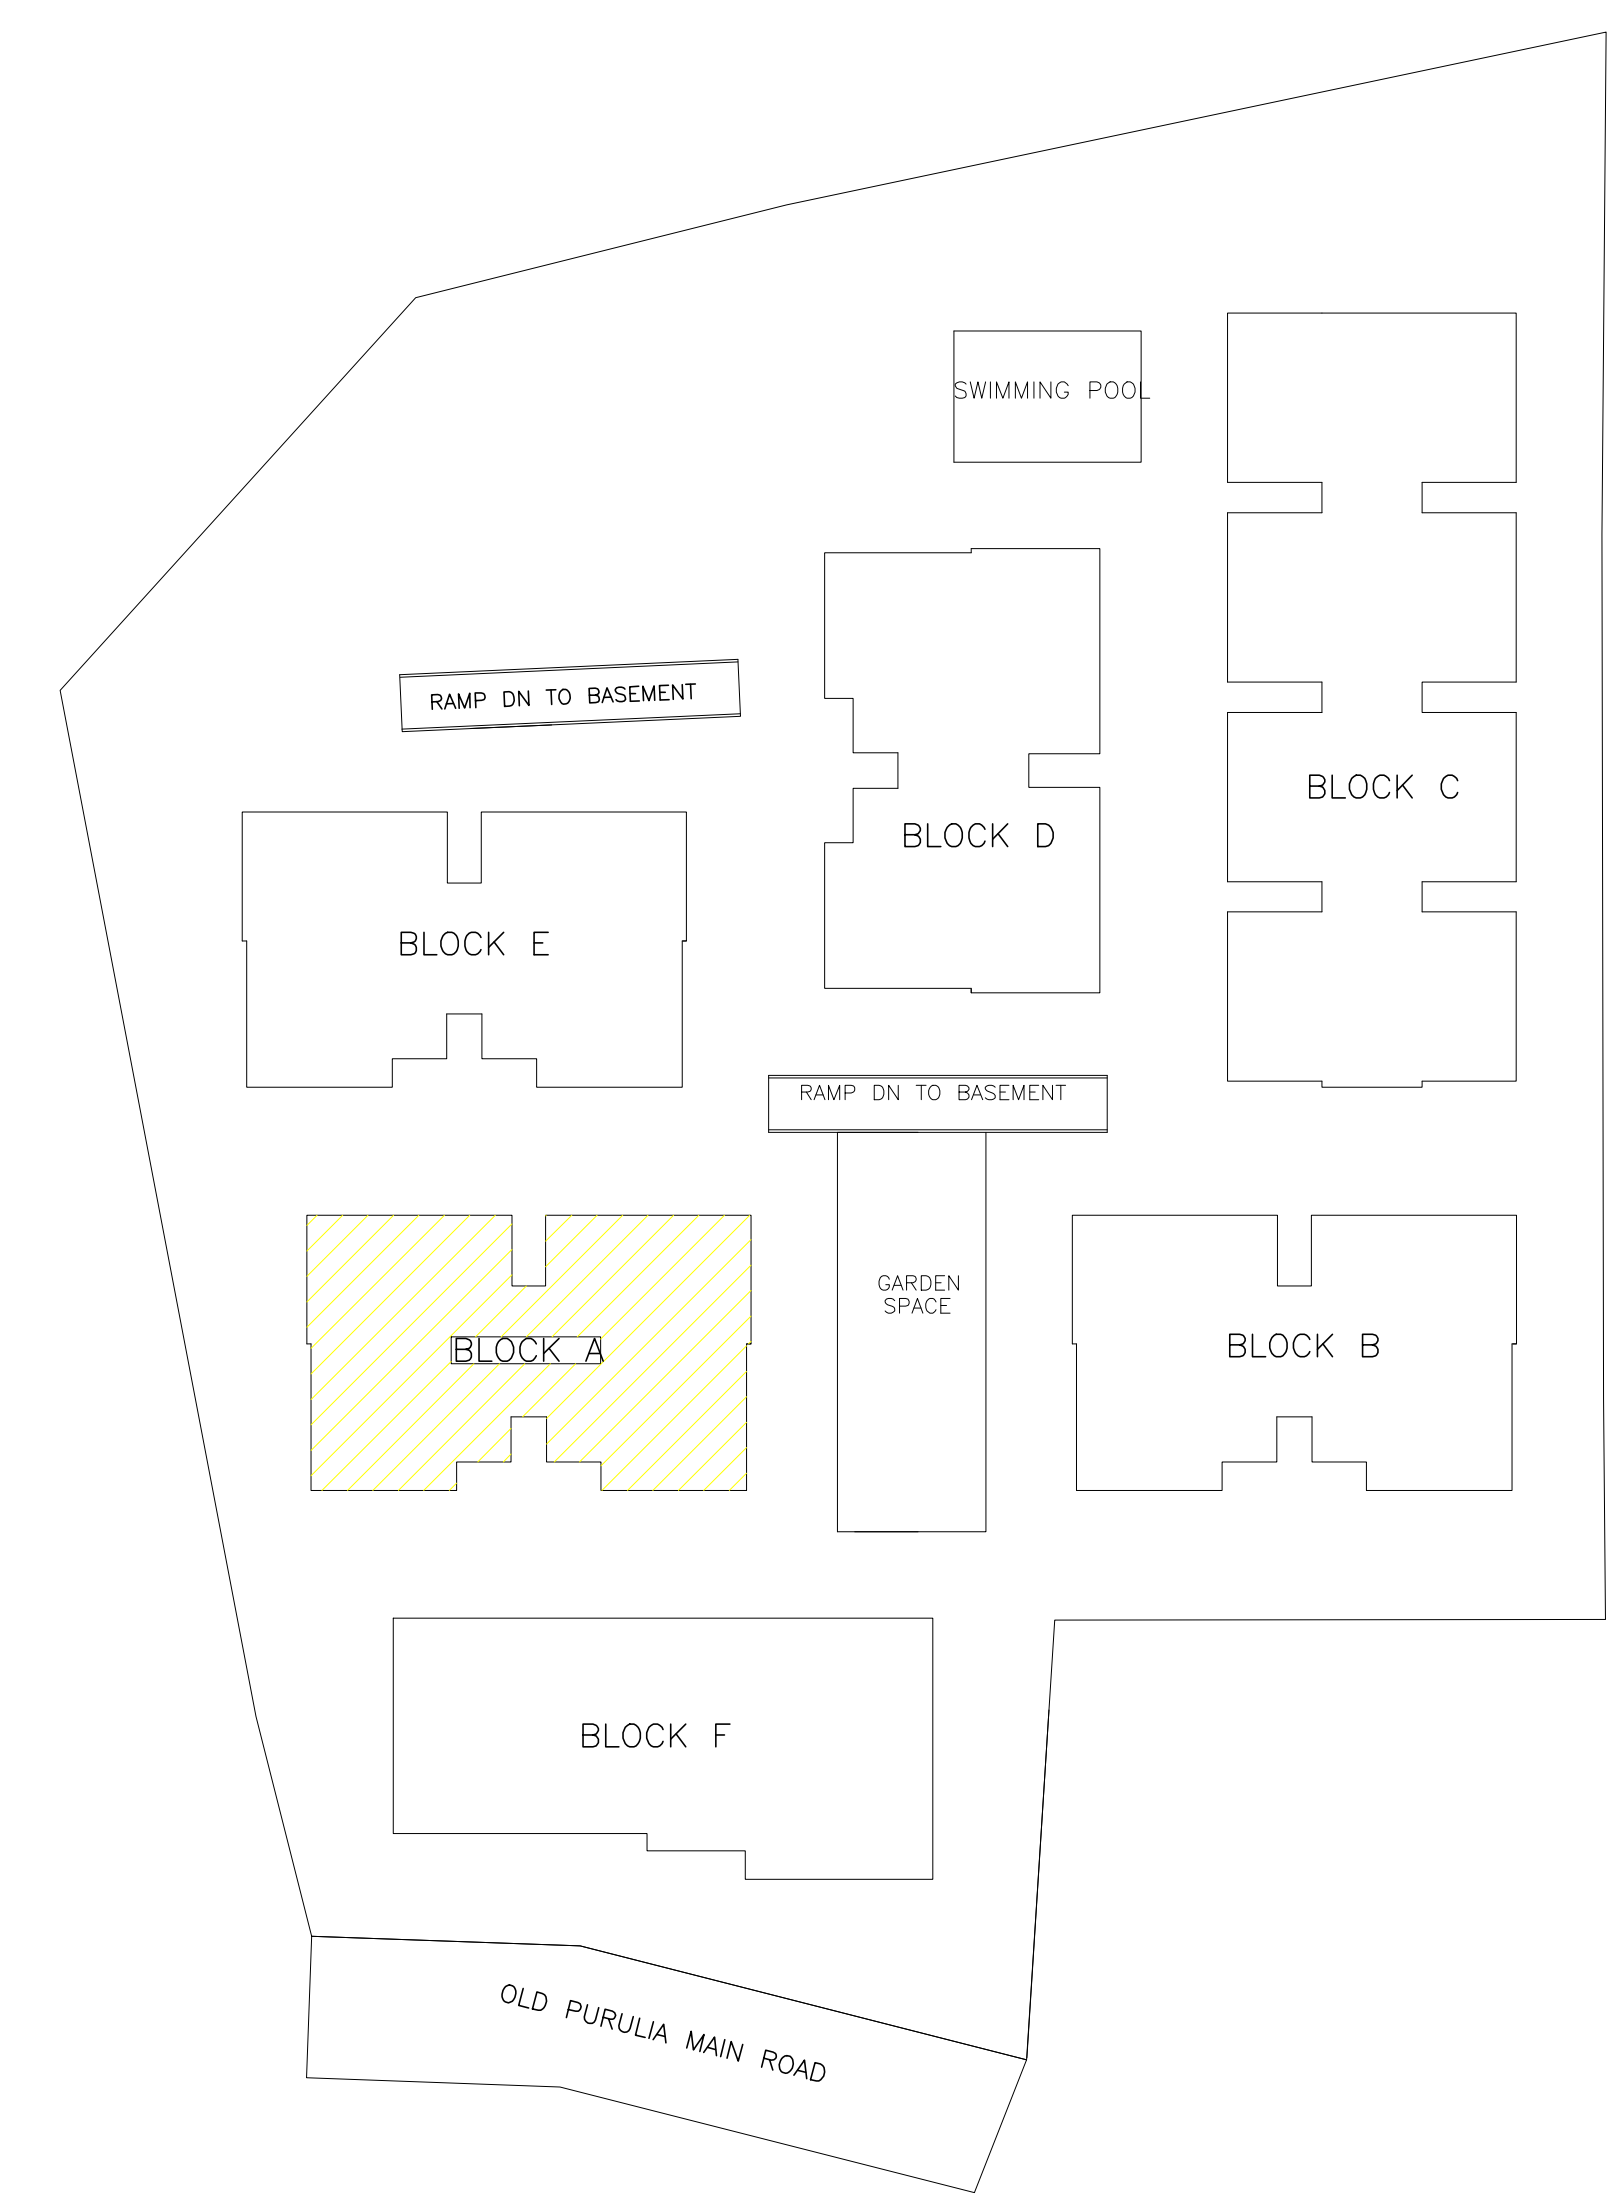 SWIMMING POOL
RAMP DN TO BASEMENT
BLOCK C
BLOCK D
BLOCK E
RAMP DN TO BASEMENT
GARDEN
SPACE
BLOCK A
BLOCK B
BLOCK F
OLD PURULIA MAIN ROAD